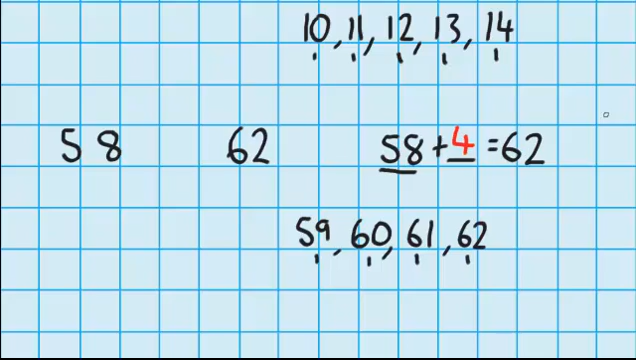 10, 11, 12, 13, 14
58 62 58 + 4 = 62
59, 60, 61, 62